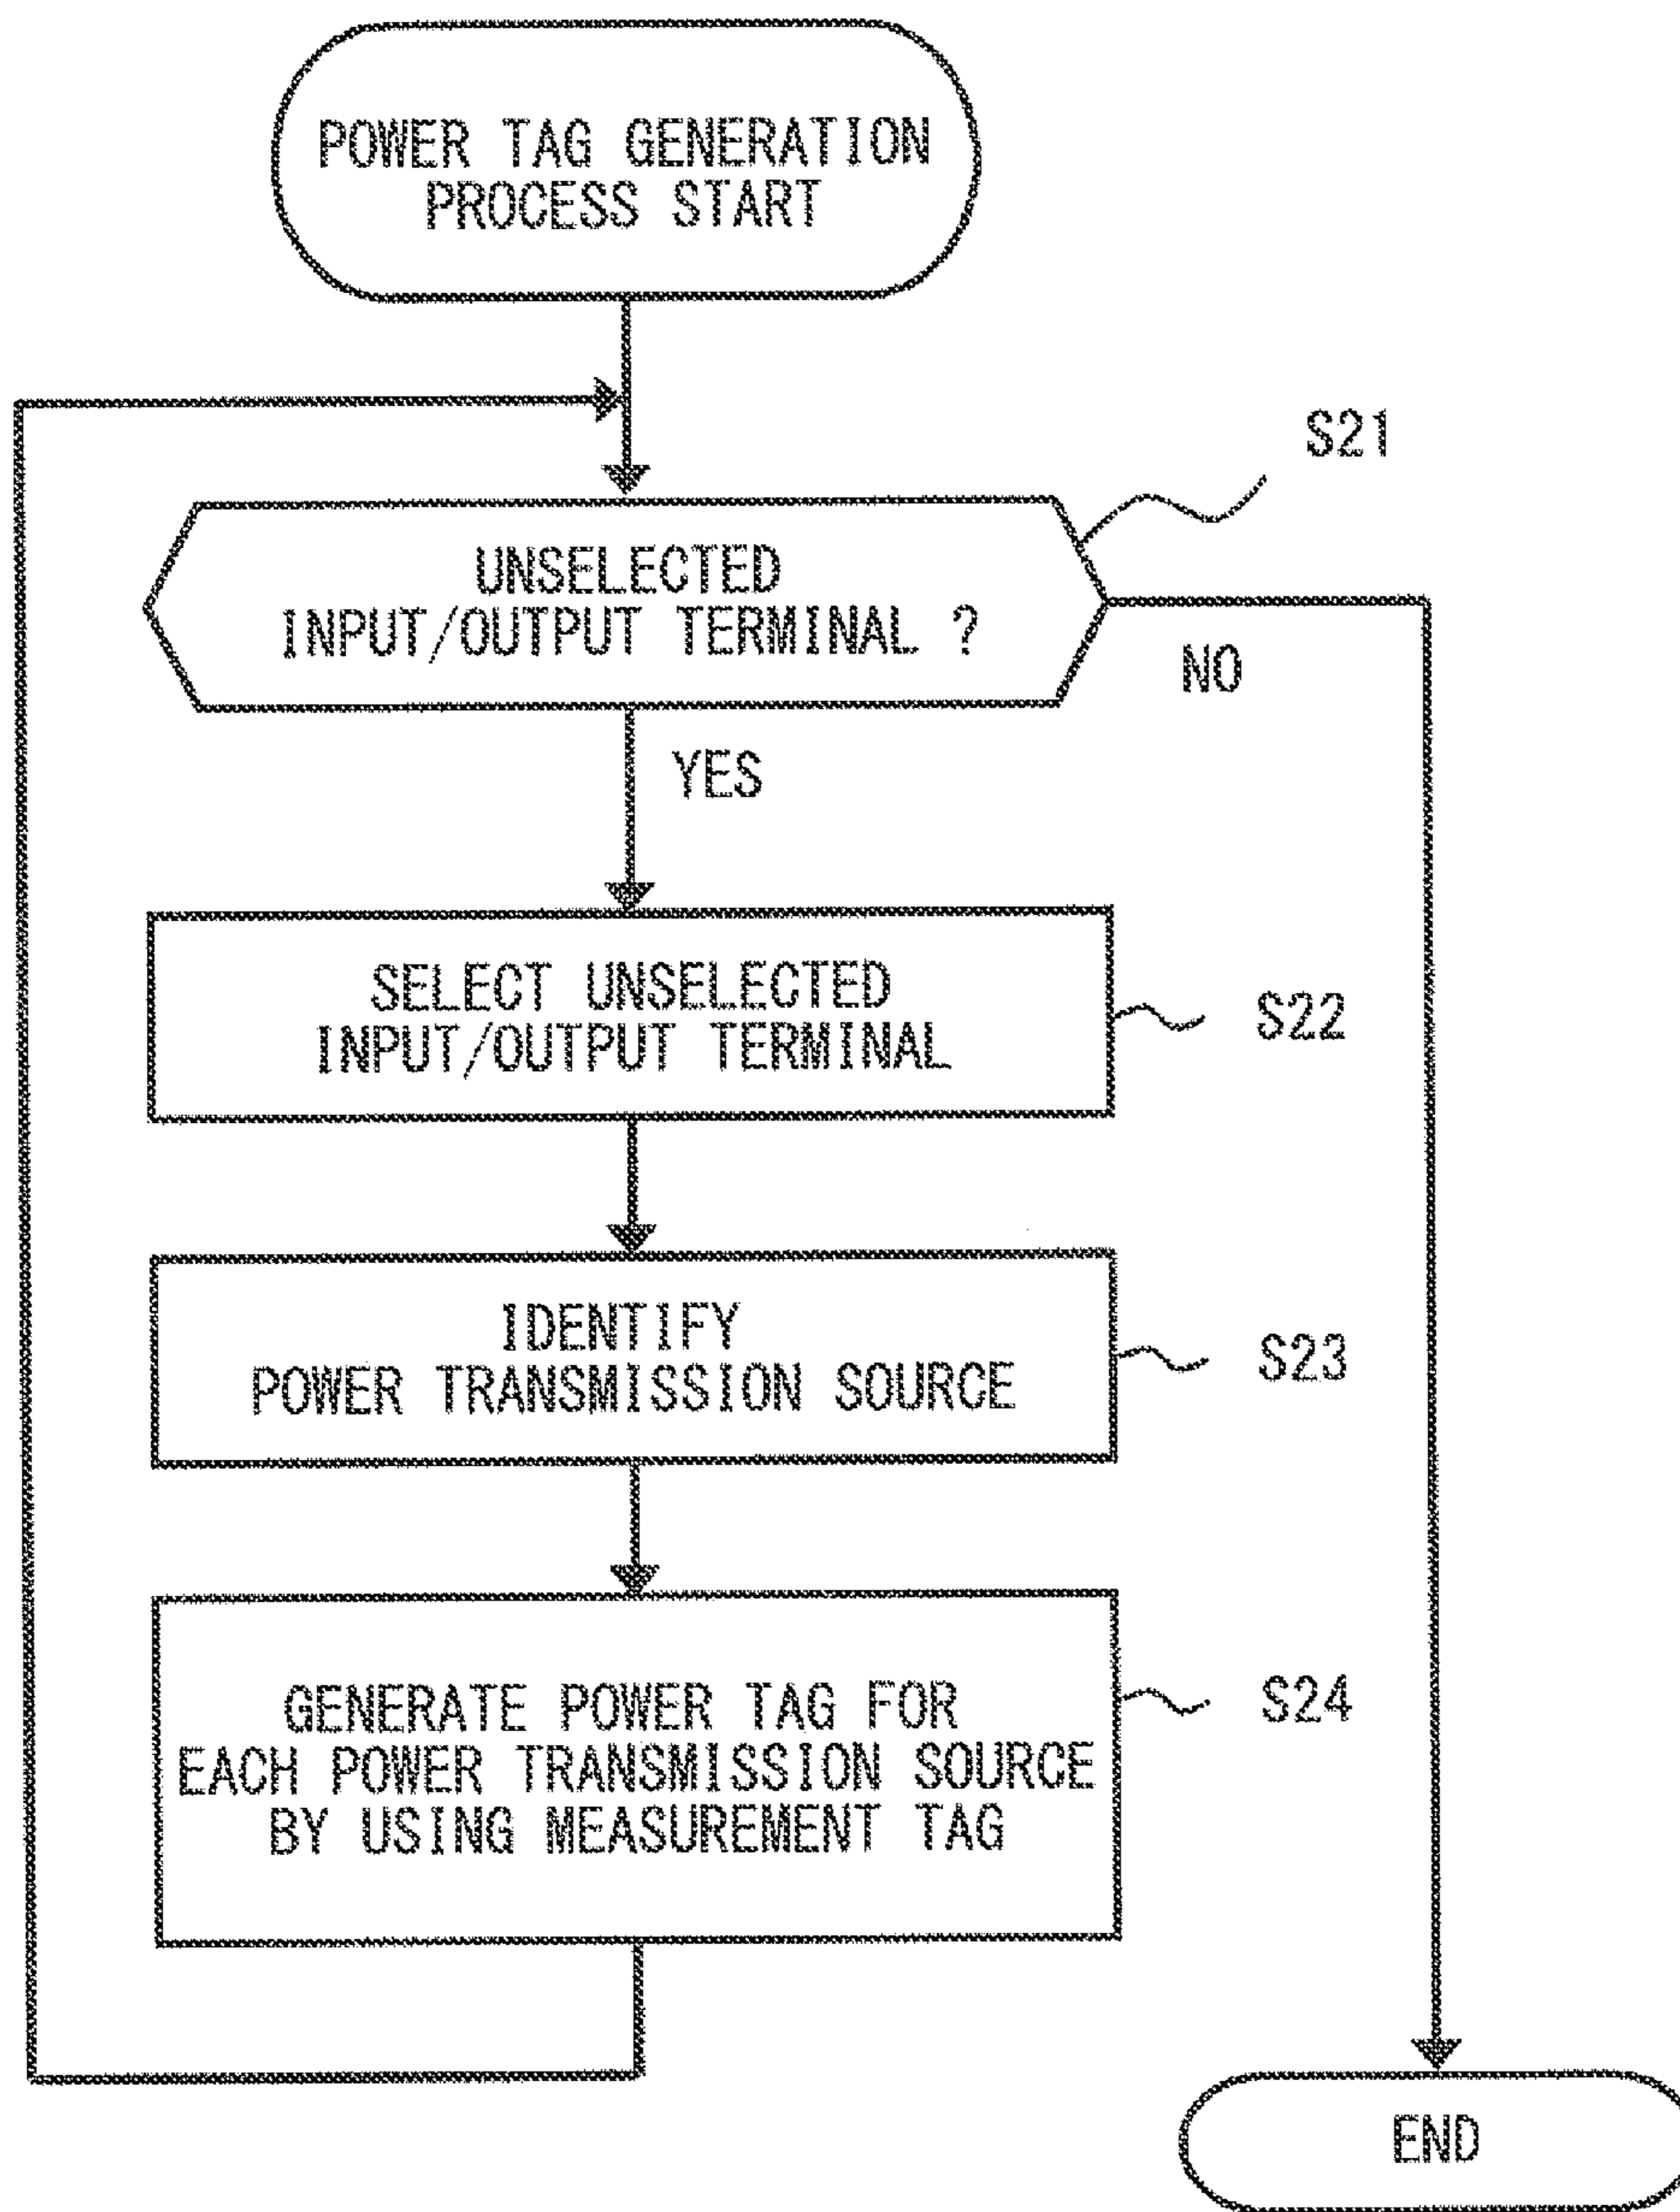 POWER TAG GENERATION
PROCESS START
S21
UNSELECTED
INPUT/OUTPUT TERMINAL ?
NO
YES
SELECT UNSELECTED
INPUT/OUTPUT TERMINAL
S22
IDENTIFY
POWER TRANSMISSION SOURCE
S23
GENERATE POWER TAG FOR
EACH POWER TRANSMISSION SOURCE
BY USING MEASUREMENT TAG
S24
END